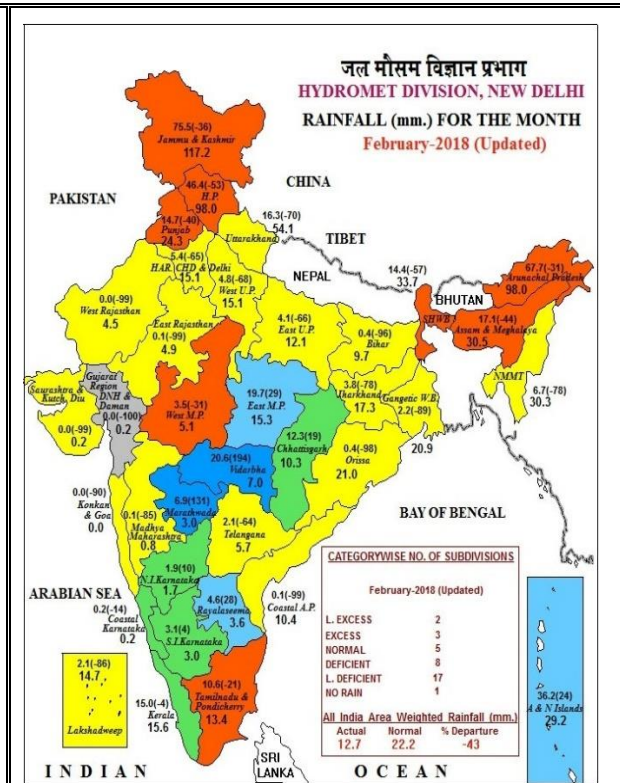 जल मौसम विज्ञान प्रभाग
HYDROMET DIVISION, NEW DELHI
RAINFALL (mm.) FOR THE MONTH
February-2018 (Updated)
75.5(-36)
Jammu & Kashmir
117.2
CHINA
46.4(-53)
H.P.
98.0
PAKISTAN
14.7(-40)
Punjab
24.3
16.3(-70)
54.1
Uttarakhand
TIBET
5.4(-65)
HAR. CHD & Delhi
15.1
NEPAL
4.8(-68)
West U.P.
15.1
14.4(-57)
33.7
67.7(-31)
Arunachal Pradesh
98.0
BHUTAN
0.0(-99)
West Rajasthan
4.5
East Rajasthan
0.1(-99)
4.9
4.1(-66)
East U.P.
12.1
0.4(-96)
Bihar
9.7
SHWB
17.1(-44)
Assam & Meghalaya
30.5
Gujarat
Region
DNH &
Daman
0.0(-100)
0.2
Saurashtra &
Kutch, Diu
0.0(-99)
0.2
3.5(-31)
West M.P.
5.1
19.7(29)
East M.P.
15.3
3.8(-78)
Jharkhand
17.3
Gangetic W.B.
2.2(-89)
20.9
NMMT
6.7(-78)
30.3
12.3(19)
Chhattisgarh
10.3
0.4(-98)
Orissa
21.0
20.6(194)
Vidarbha
7.0
0.0(-90)
Konkan
& Goa
0.0
6.9(131)
Marathwada
3.0
0.1(-85)
Madhya
Maharashtra
0.8
2.1(-64)
Telangana
5.7
BAY OF BENGAL
ARABIAN SEA
1.9(10)
N.I.Karnataka
1.7
0.2(-14)
Coastal
Karnataka
0.2
4.6(28)
Rayalaseema
3.6
0.1(-99)
Coastal A.P.
10.4
3.1(4)
S.I.Karnataka
3.0
2.1(-86)
14.7
Lakshadweep
15.0(-4)
Kerala
15.6
10.6(-21)
Tamilnadu &
Pondicherry
13.4
CATEGORYWISE NO. OF SUBDIVISIONS
February-2018 (Updated)
L. EXCESS 2
EXCESS 3
NORMAL 5
DEFICIENT 8
L. DEFICIENT 17
NO RAIN 1
All India Area Weighted Rainfall (mm.)
Actual Normal % Departure
12.7 22.2 -43
36.2(24)
A & N Islands
29.2
SRI
LANKA
INDIAN OCEAN